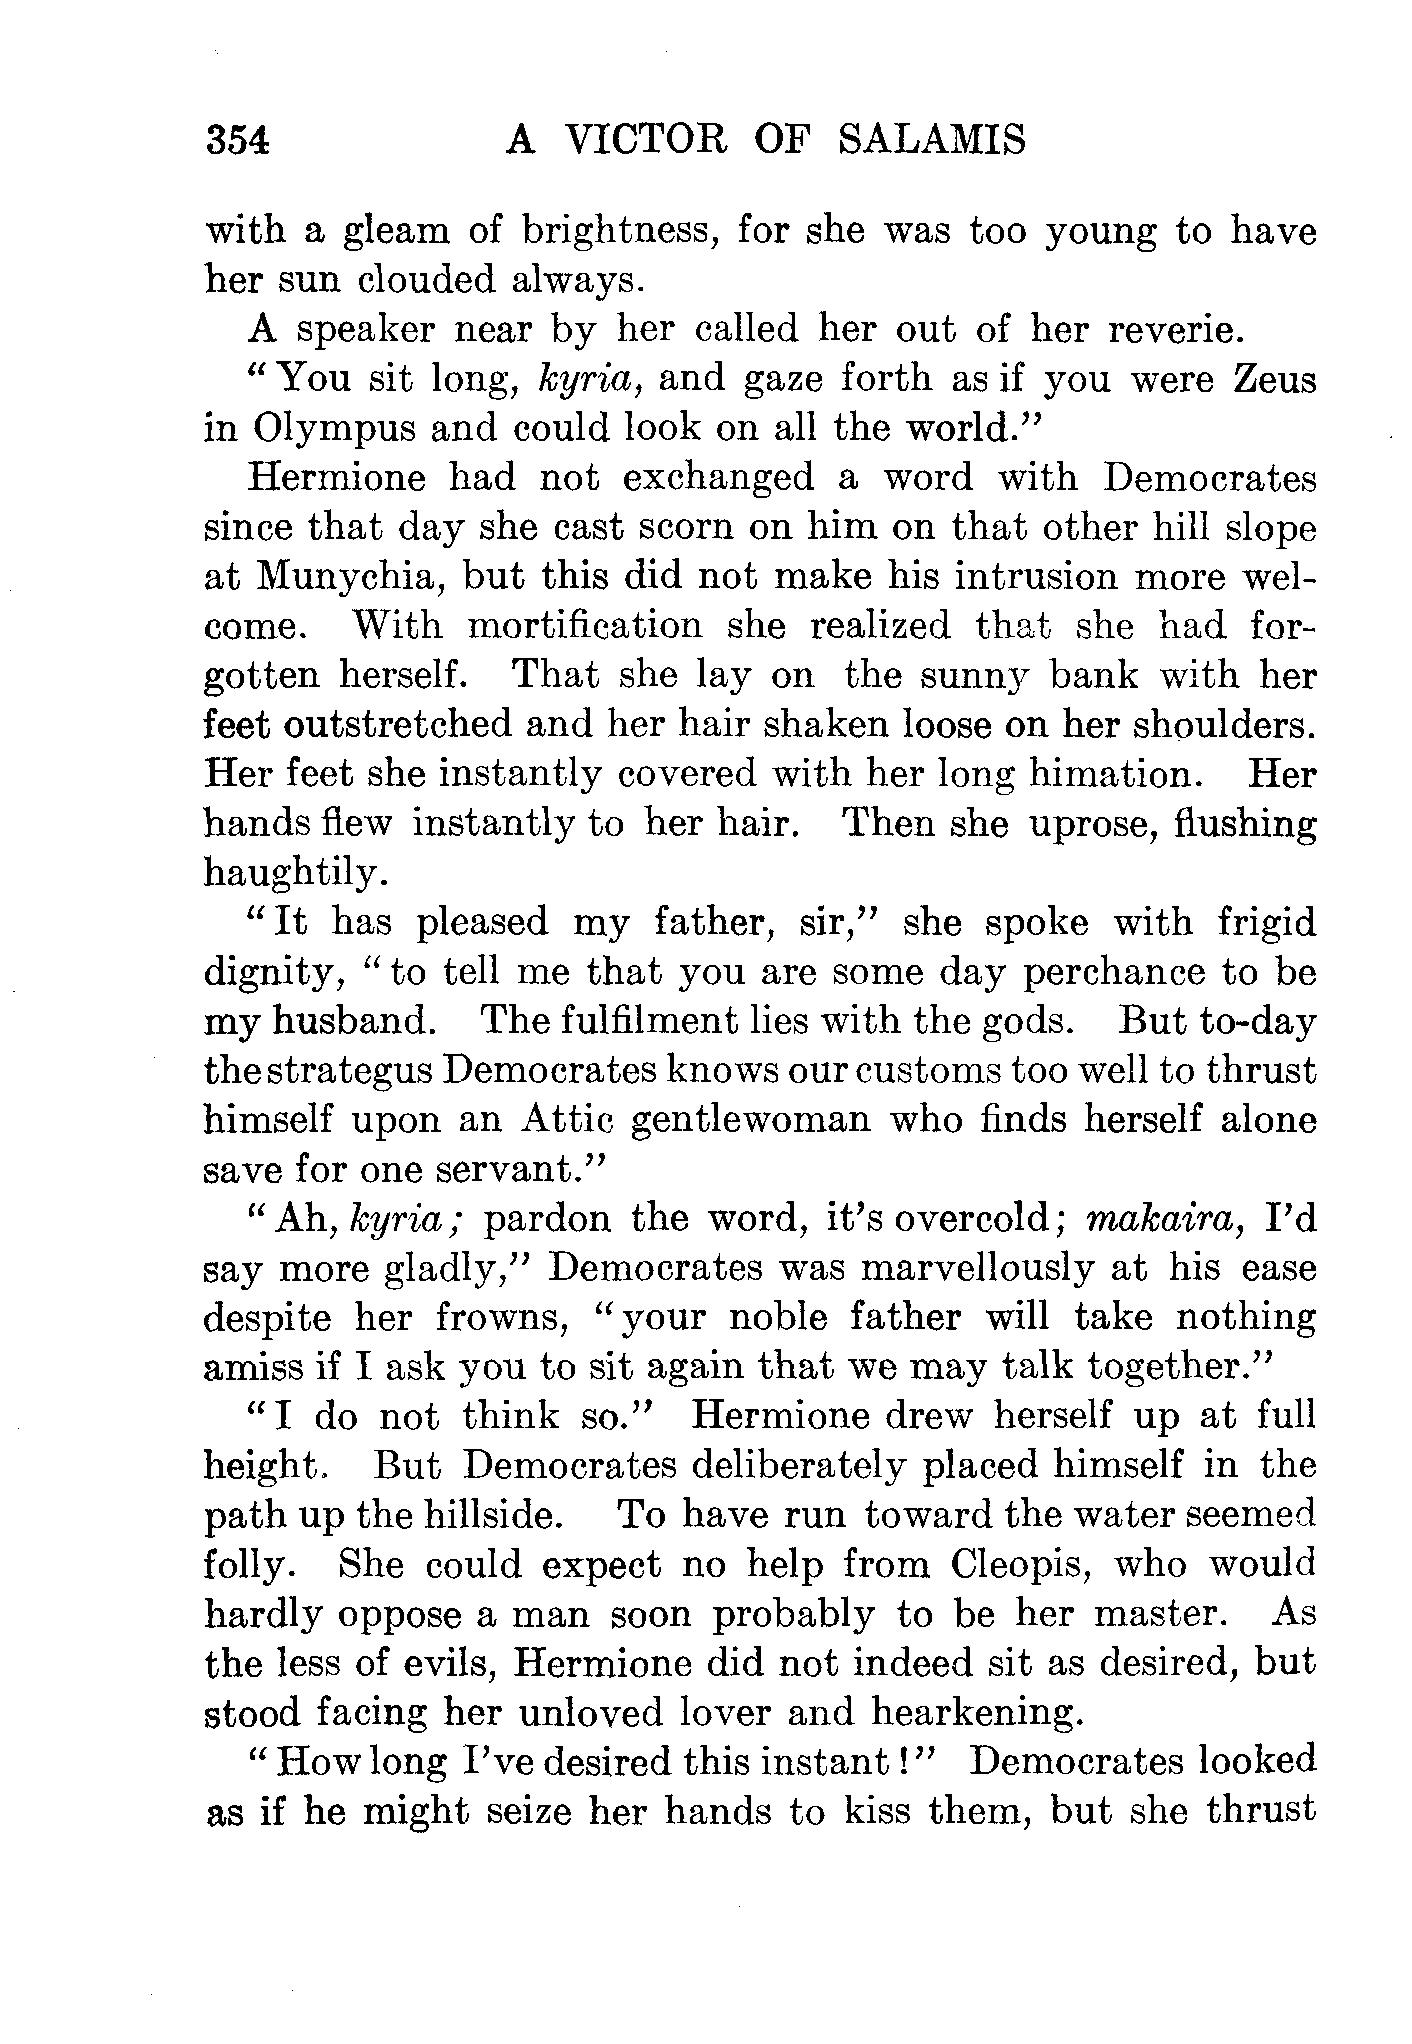 354 A VICTOR OF SALAMIS
with a gleam of brightness, for she was too young to have
her sun clouded always.
A speaker near by her called her out of her reverie.
"You sit long, kyria, and gaze forth as if you were Zeus
in Olympus and could look on all the world."
Hermione had not exchanged a word with Democrates
since that day she cast scorn on him on that other hill slope
at Munychia, but this did not make his intrusion more wel-
come. With mortification she realized that she had for-
gotten herself. That she lay on the sunny bank with her
feet outstretched and her hair shaken loose on her shoulders.
Her feet she instantly covered with her long himation. Her
hands flew instantly to her hair. Then she uprose, flushing
haughtily.
"It has pleased my father, sir," she spoke with frigid
dignity, "to tell me that you are some day perchance to be
my husband. The fulfilment lies with the gods. But to-day
the strategus Democrates knows our customs too well to thrust
himself upon an Attic gentlewoman who finds herself alone
save for one servant."
"Ah, kyria; pardon the word, it's overcold; makaira, I'd
say more gladly," Democrates was marvellously at his ease
despite her frowns, "your noble father will take nothing
amiss if I ask you to sit again that we may talk together."
"I do not think so." Hermione drew herself up at full
height. But Democrates deliberately placed himself in the
path up the hillside. To have run toward the water seemed
folly. She could expect no help from Cleopis, who would
hardly oppose a man soon probably to be her master. As
the less of evils, Hermione did not indeed sit as desired, but
stood facing her unloved lover and hearkening.
"How long I've desired this instant!" Democrates looked
as if he might seize her hands to kiss them, but she thrust